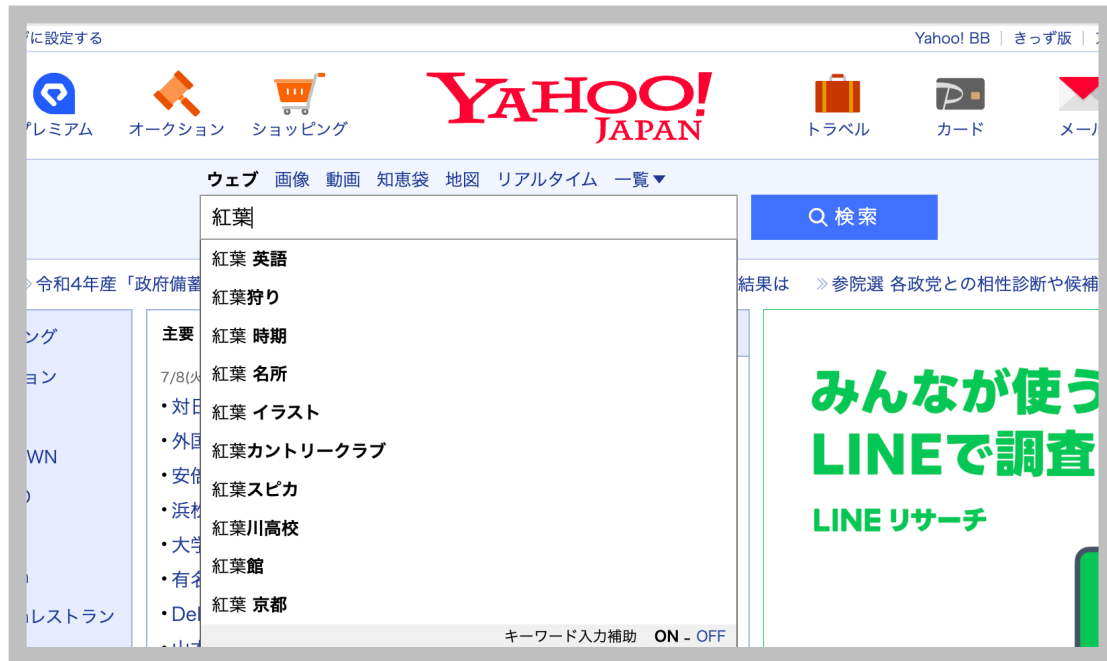 に設定する
Yahoo! BB きっず版
プレミアム
オークション
ショッピング
YAHOO!
JAPAN
トラベル
カード
メール
ウェブ 画像 動画 知恵袋 地図 リアルタイム 一覧▼
紅葉
検索
紅葉 英語
紅葉狩り
紅葉 時期
紅葉 名所
紅葉 イラスト
紅葉カントリークラブ
紅葉スピカ
紅葉川高校
紅葉館
紅葉 京都
キーワード入力補助 ON - OFF
≫令和4年産「政府備蓄
結果は
≫参院選 各政党との相性診断や候補
ング
ョン
WN
レストラン
主要
7/8(火
・対日
・外国
・安倍
・浜松
・大学
・有名
・Del
・山本
みんなが使う
LINEで調査
LINE リサーチ